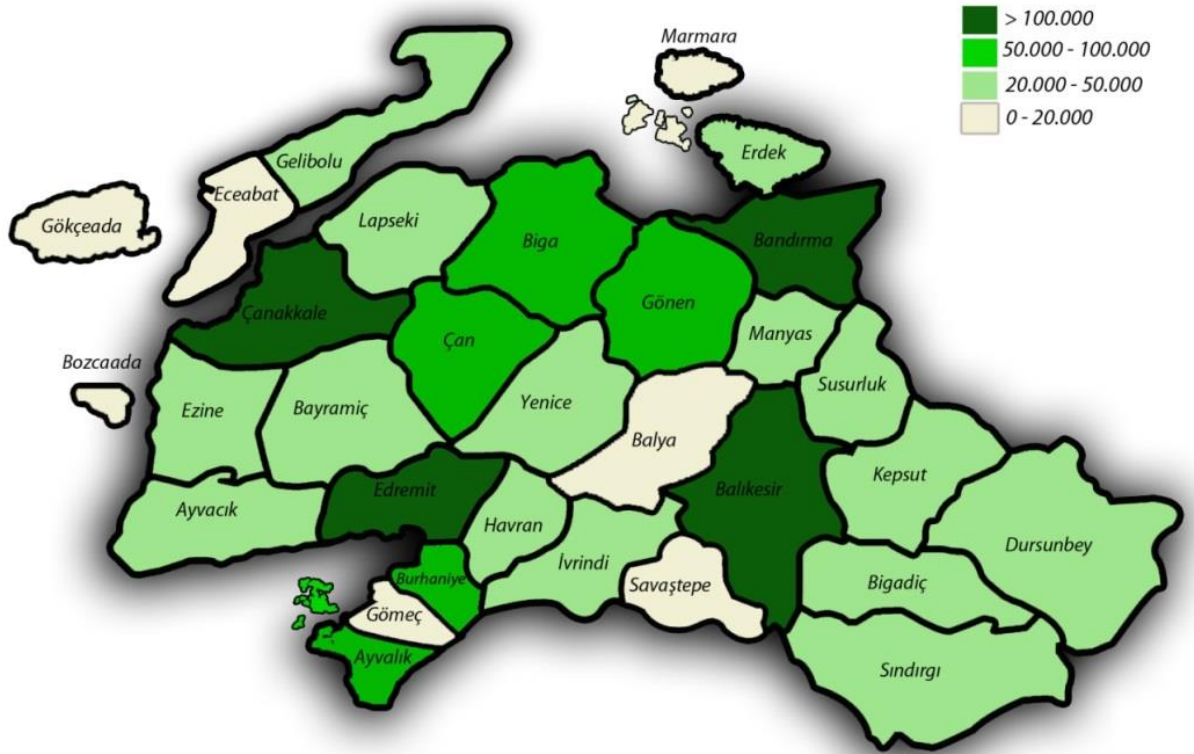 > 100.000
50.000 - 100.000
20.000 - 50.000
0 - 20.000
Marmara
Erdek
Gelibolu
Eceabat
Gökçeada
Lapseki
Biga
Bandırma
Gönen
Çanakkale
Çan
Manyas
Bozcaada
Susurluk
Ezine
Bayramiç
Yenice
Balya
Kepsut
Edremit
Balıkesir
Ayvacık
Havran
Dursunbey
İvrindi
Burhaniye
Savaştepe
Bigadiç
Gömeç
Ayvalık
Sındırgı